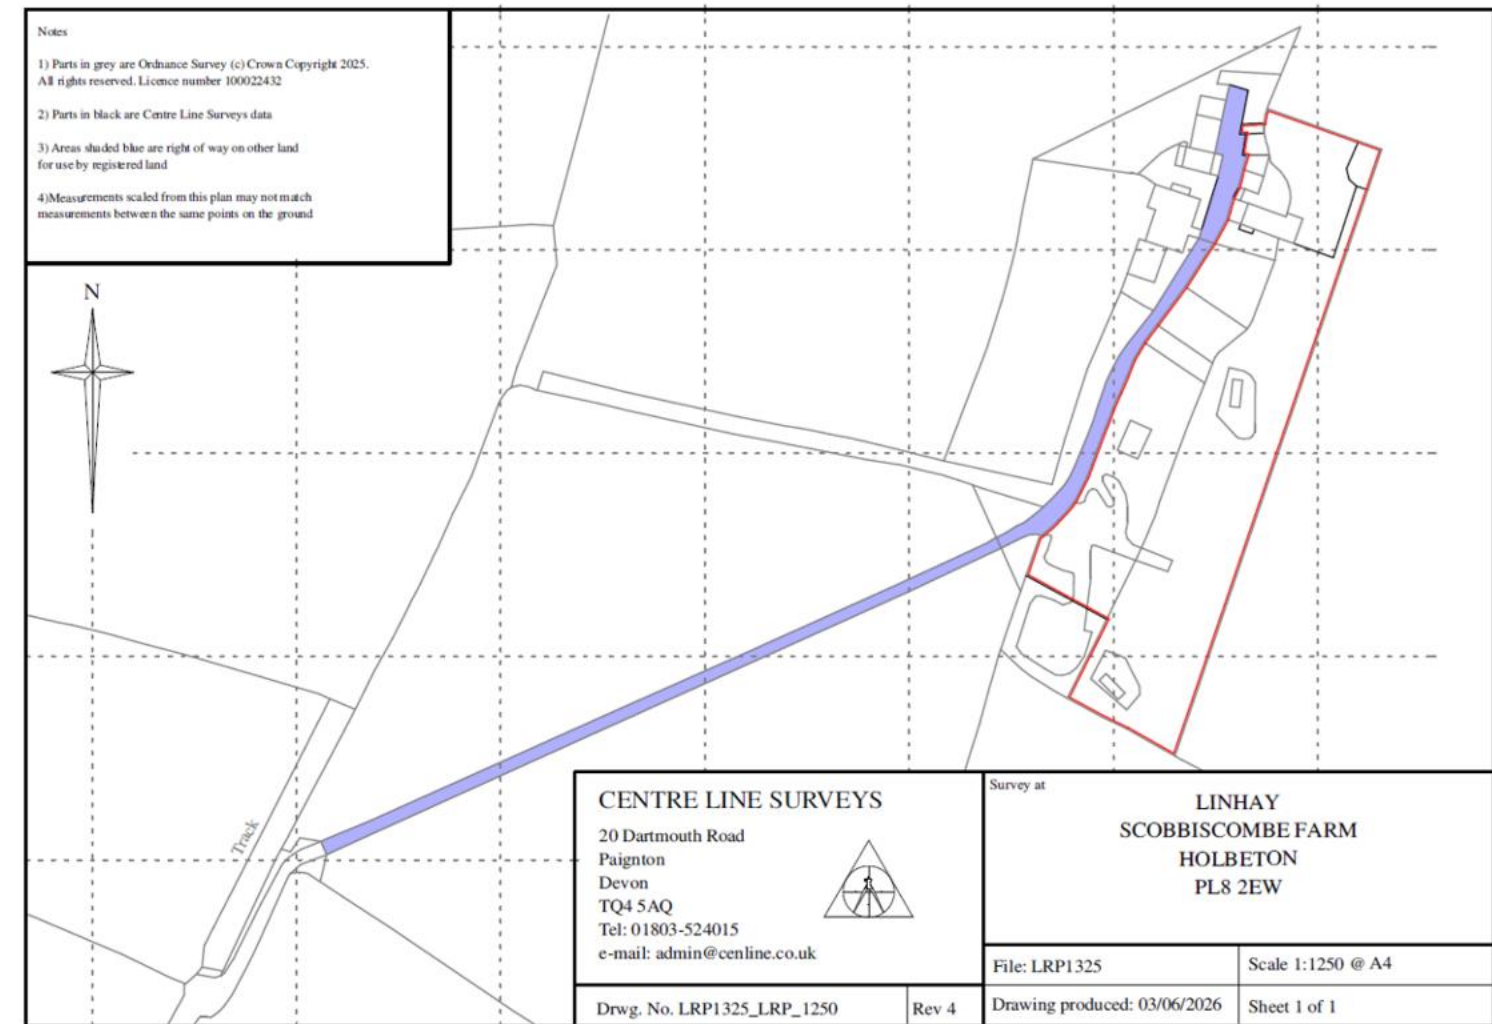 Notes
1) Parts in grey are Ordnance Survey (c) Crown Copyright 2025.
All rights reserved. Licence number 100022432
2) Parts in black are Centre Line Surveys data
3) Areas shaded blue are right of way on other land
for use by registered land
4)Measurements scaled from this plan may not match
measurements between the same points on the ground
N
Track
CENTRE LINE SURVEYS
20 Dartmouth Road
Paignton
Devon
TQ4 5AQ
Tel: 01803-524015
e-mail: admin@cenline.co.uk
Drwg. No. LRP1325_LRP_1250
Rev 4
Survey at
LINHAY
SCOBBISCOMBE FARM
HOLBETON
PL8 2EW
File: LRP1325
Scale 1:1250 @ A4
Drawing produced: 03/06/2026
Sheet 1 of 1